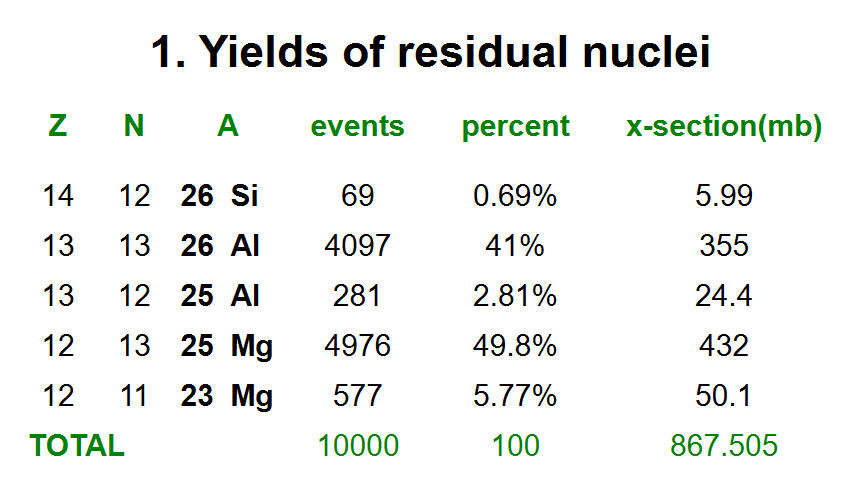 1. Yields of residual nuclei
Z N A events percent x-section(mb)
14 12 26 Si 69 0.69% 5.99
13 13 26 Al 4097 41% 355
13 12 25 Al 281 2.81% 24.4
12 13 25 Mg 4976 49.8% 432
12 11 23 Mg 577 5.77% 50.1
TOTAL 10000 100 867.505